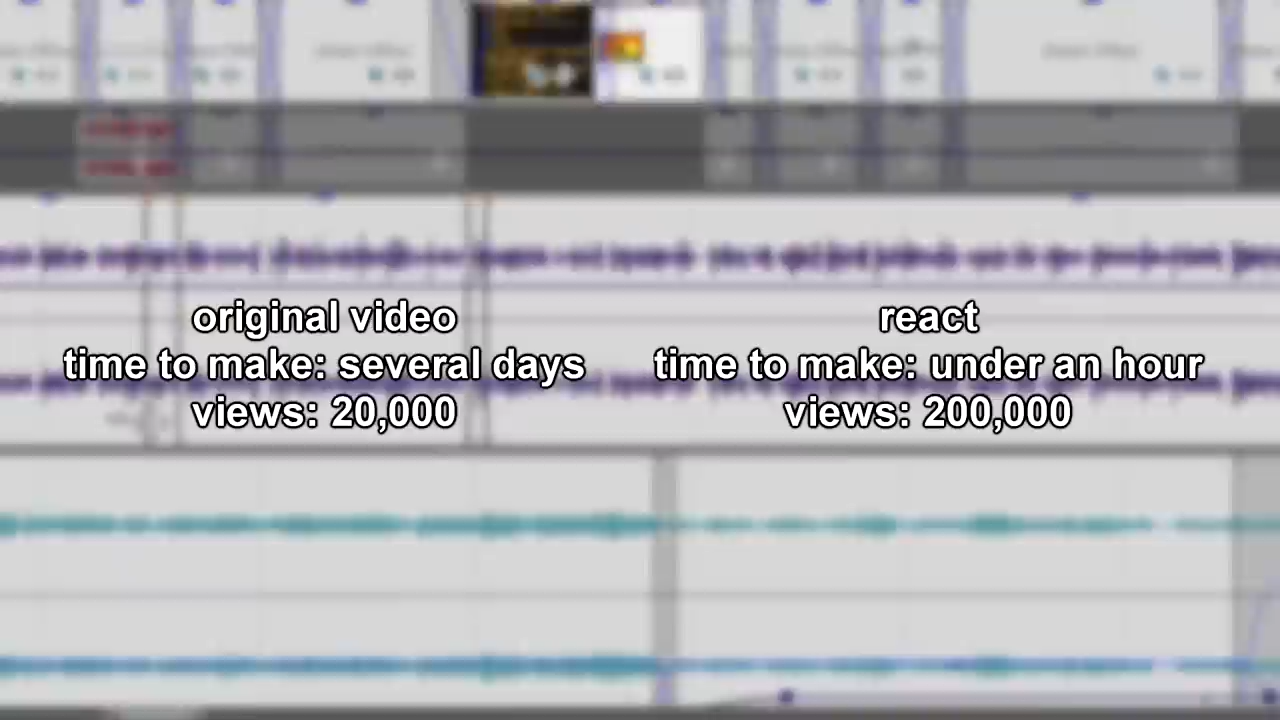 original video
time to make: several days
views: 20,000
react
time to make: under an hour
views: 200,000